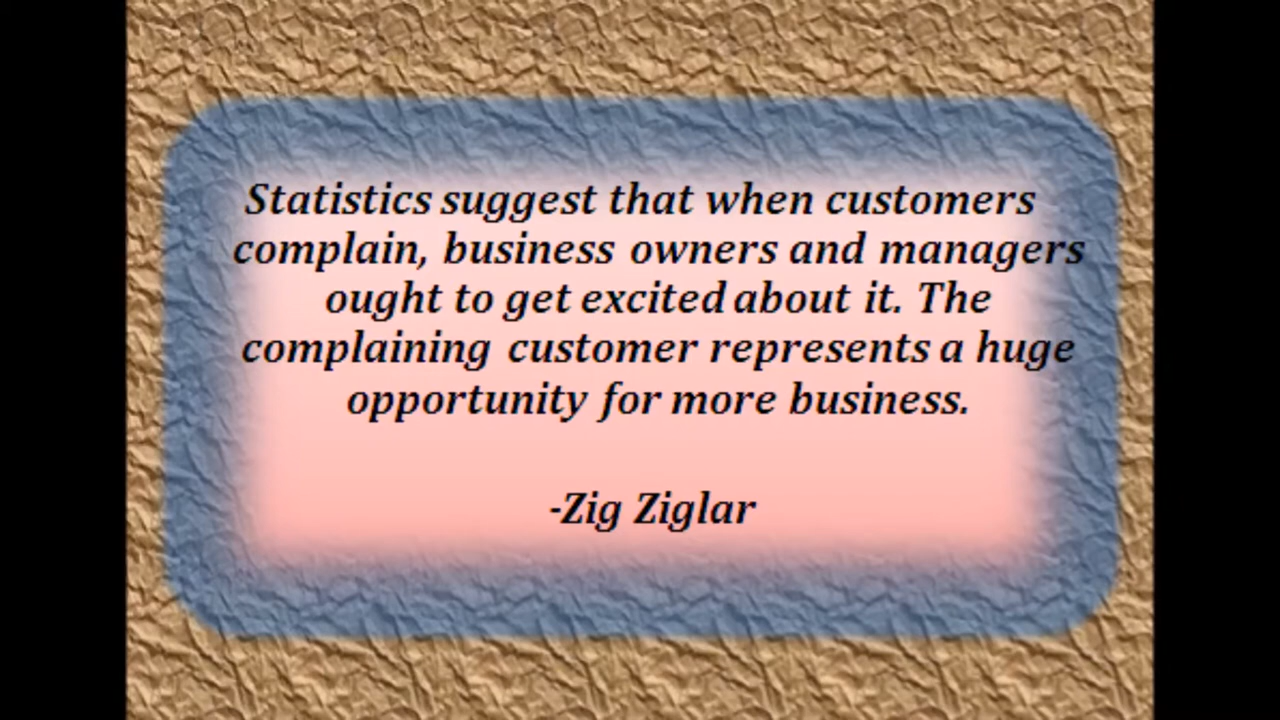 Statistics suggest that when customers
complain, business owners and managers
ought to get excited about it. The
complaining customer represents a huge
opportunity for more business.
-Zig Ziglar